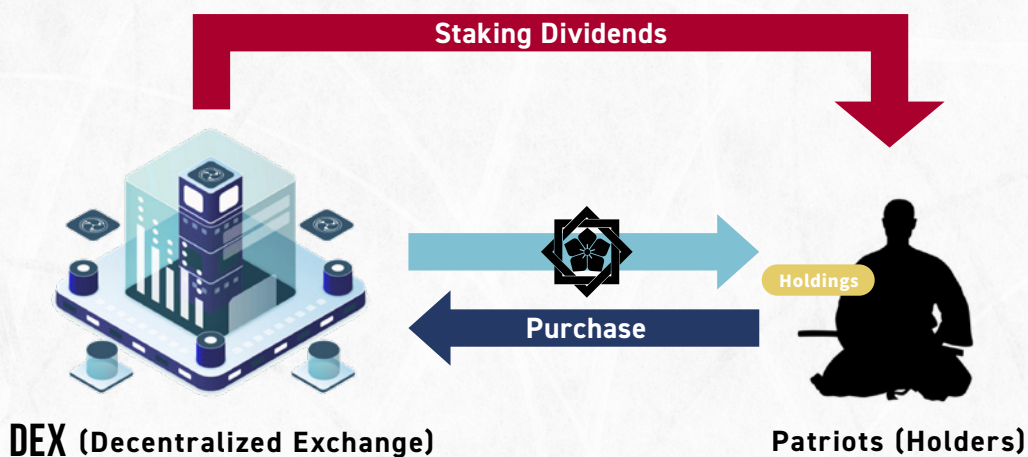 Staking Dividends
Holdings
Purchase
DEX (Decentralized Exchange)
Patriots (Holders)